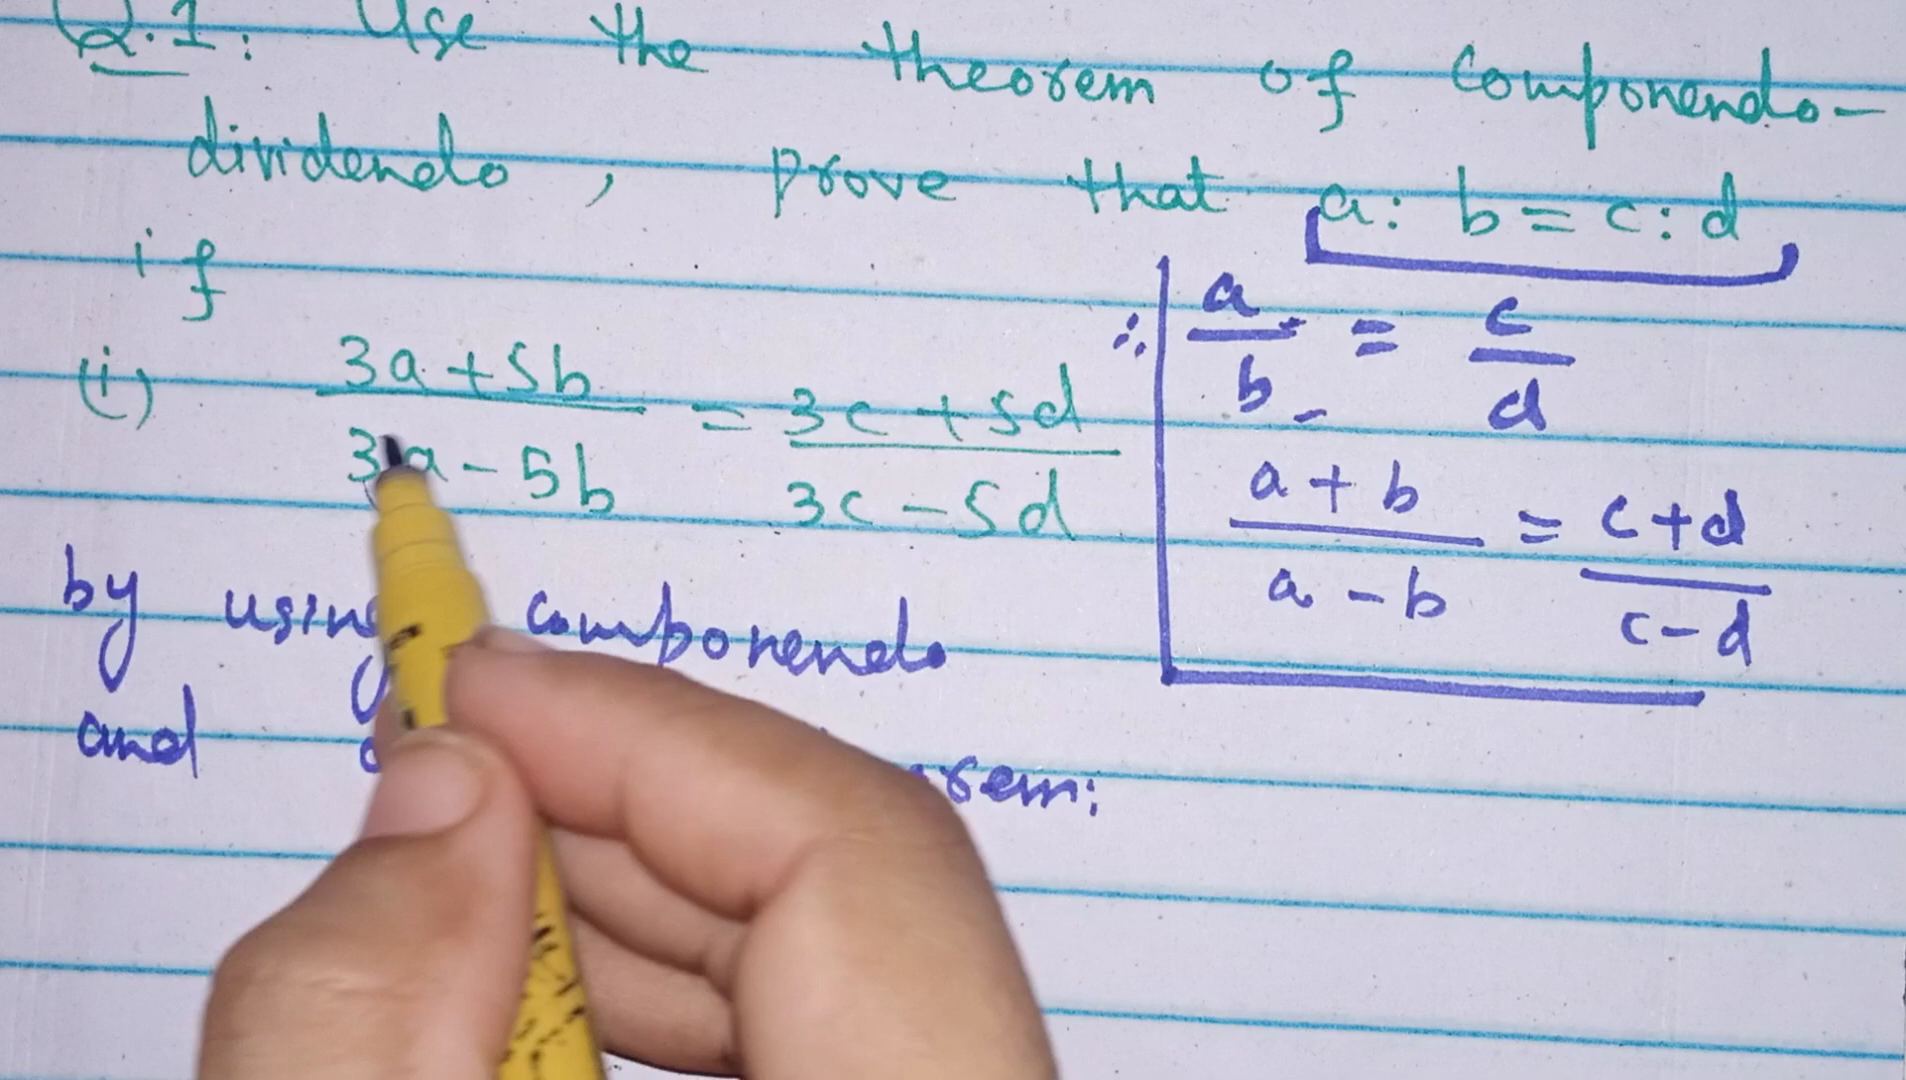 Q.1: Use the theorem of componendo-
dividendo, prove that a: b = c: d
if
(i) 3a+5b / 3a-5b = 3c+5d / 3c-5d
∴ a/b = c/d
a+b / a-b = c+d / c-d
by using componendo
and